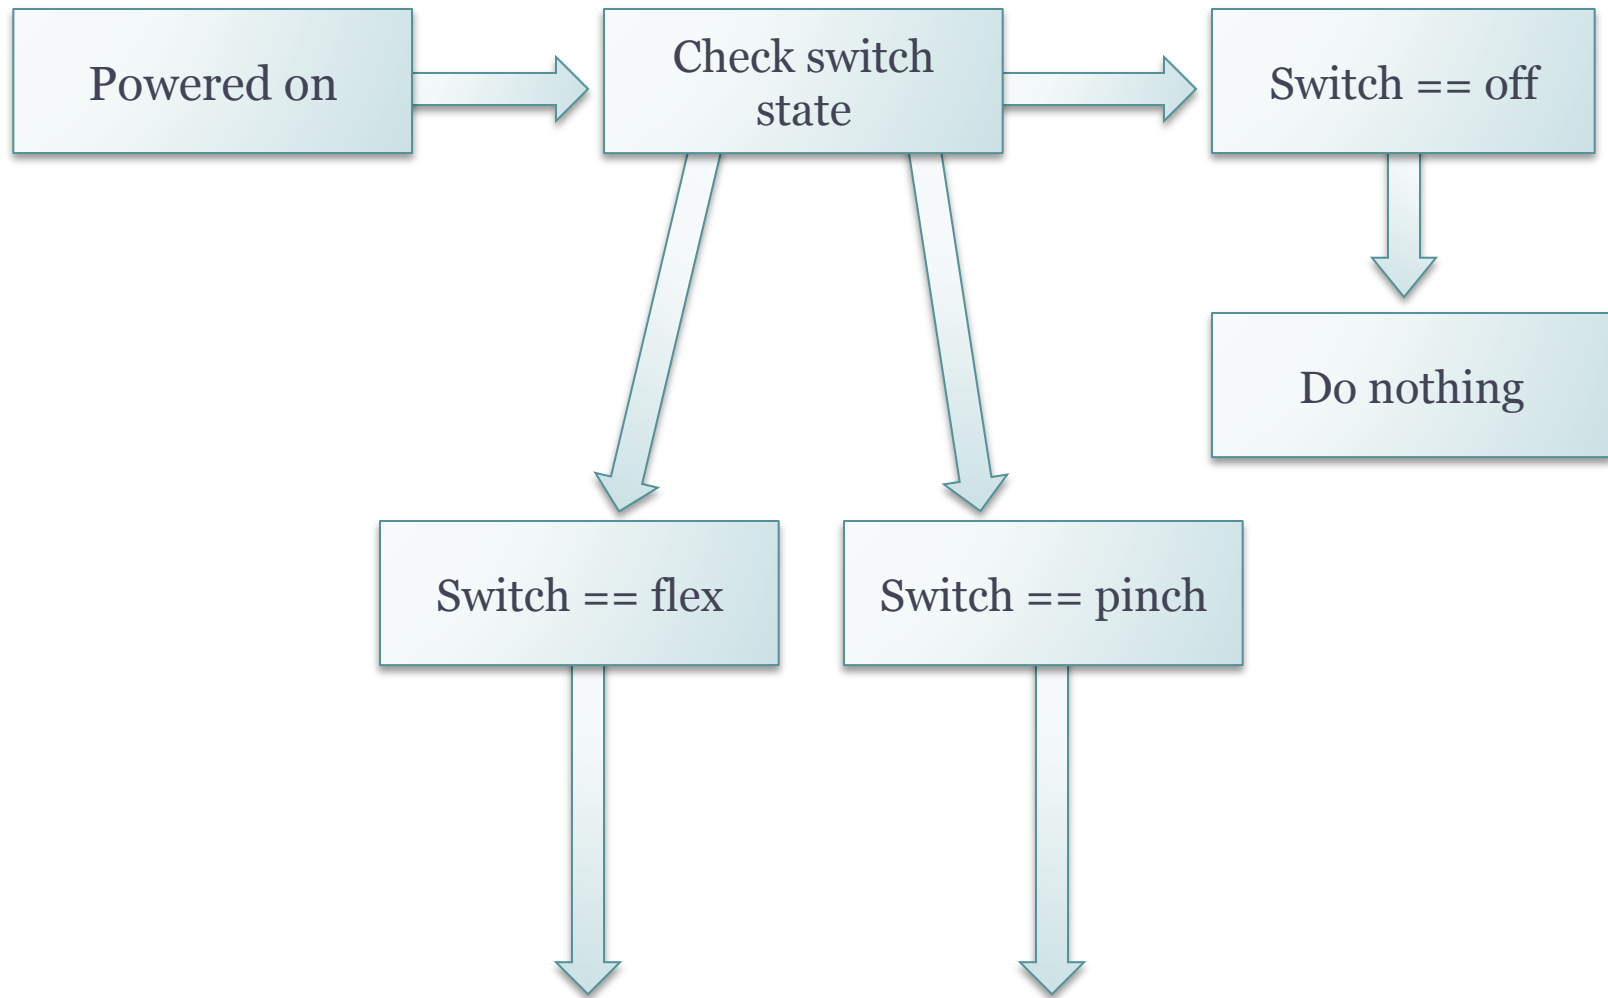 Powered on
Check switch
state
Switch == off
Do nothing
Switch == flex
Switch == pinch